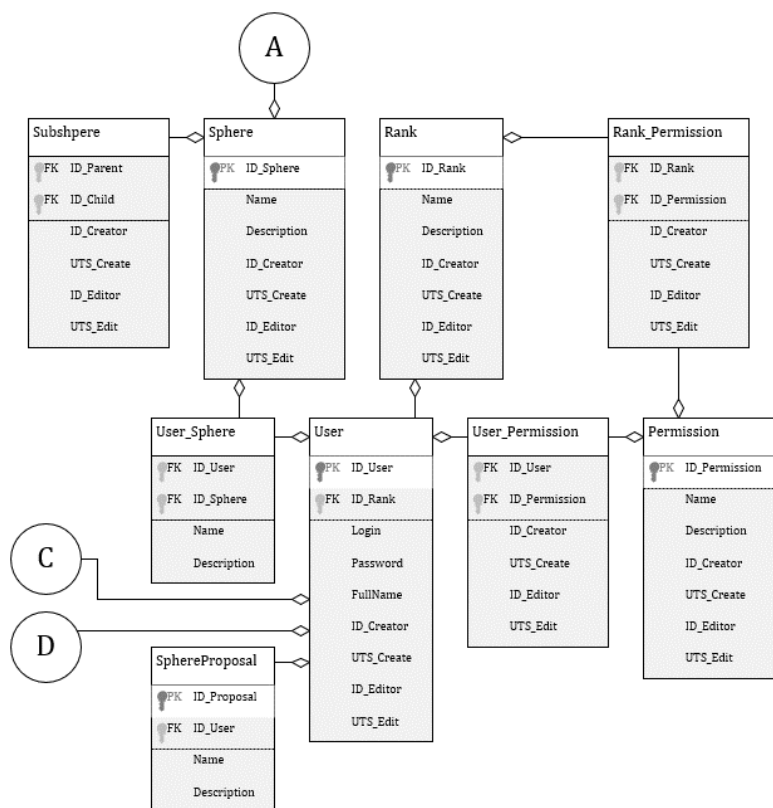 A
Subshpere
FK ID_Parent
FK ID_Child
ID_Creator
UTS_Create
ID_Editor
UTS_Edit
Sphere
PK ID_Sphere
Name
Description
ID_Creator
UTS_Create
ID_Editor
UTS_Edit
Rank
PK ID_Rank
Name
Description
ID_Creator
UTS_Create
ID_Editor
UTS_Edit
Rank_Permission
FK ID_Rank
FK ID_Permission
ID_Creator
UTS_Create
ID_Editor
UTS_Edit
User_Sphere
FK ID_User
FK ID_Sphere
Name
Description
User
PK ID_User
FK ID_Rank
Login
Password
FullName
ID_Creator
UTS_Create
ID_Editor
UTS_Edit
User_Permission
FK ID_User
FK ID_Permission
ID_Creator
UTS_Create
ID_Editor
UTS_Edit
Permission
PK ID_Permission
Name
Description
ID_Creator
UTS_Create
ID_Editor
UTS_Edit
C
D
SphereProposal
PK ID_Proposal
FK ID_User
Name
Description